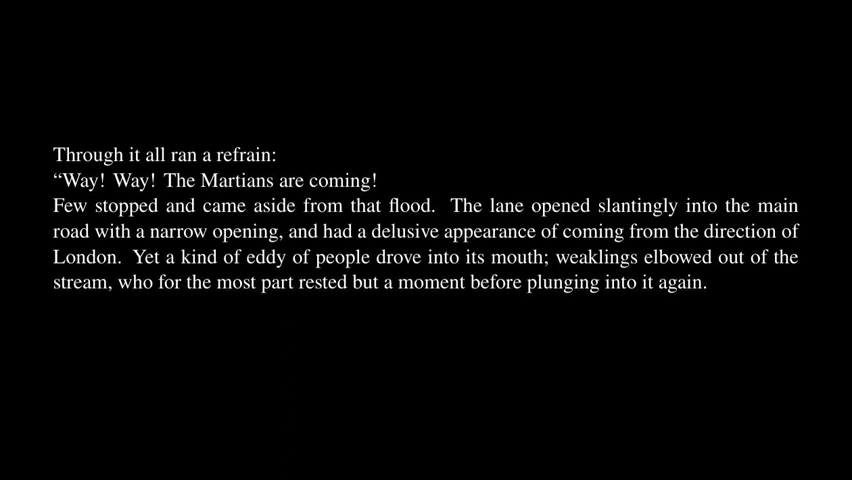 Through it all ran a refrain:
“Way! Way! The Martians are coming!
Few stopped and came aside from that flood. The lane opened slantingly into the main
road with a narrow opening, and had a delusive appearance of coming from the direction of
London. Yet a kind of eddy of people drove into its mouth; weaklings elbowed out of the
stream, who for the most part rested but a moment before plunging into it again.